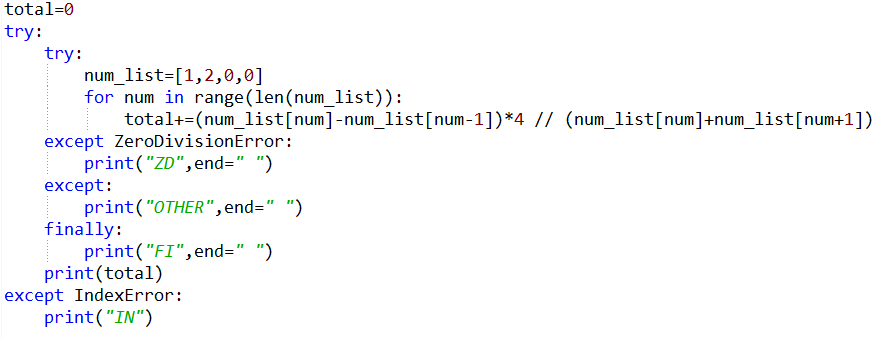 total=0
try:
    try:
        num_list=[1,2,0,0]
        for num in range(len(num_list)):
            total+=(num_list[num]-num_list[num-1])*4 // (num_list[num]+num_list[num+1])
    except ZeroDivisionError:
        print("ZD",end=" ")
    except:
        print("OTHER",end=" ")
    finally:
        print("FI",end=" ")
    print(total)
except IndexError:
    print("IN")